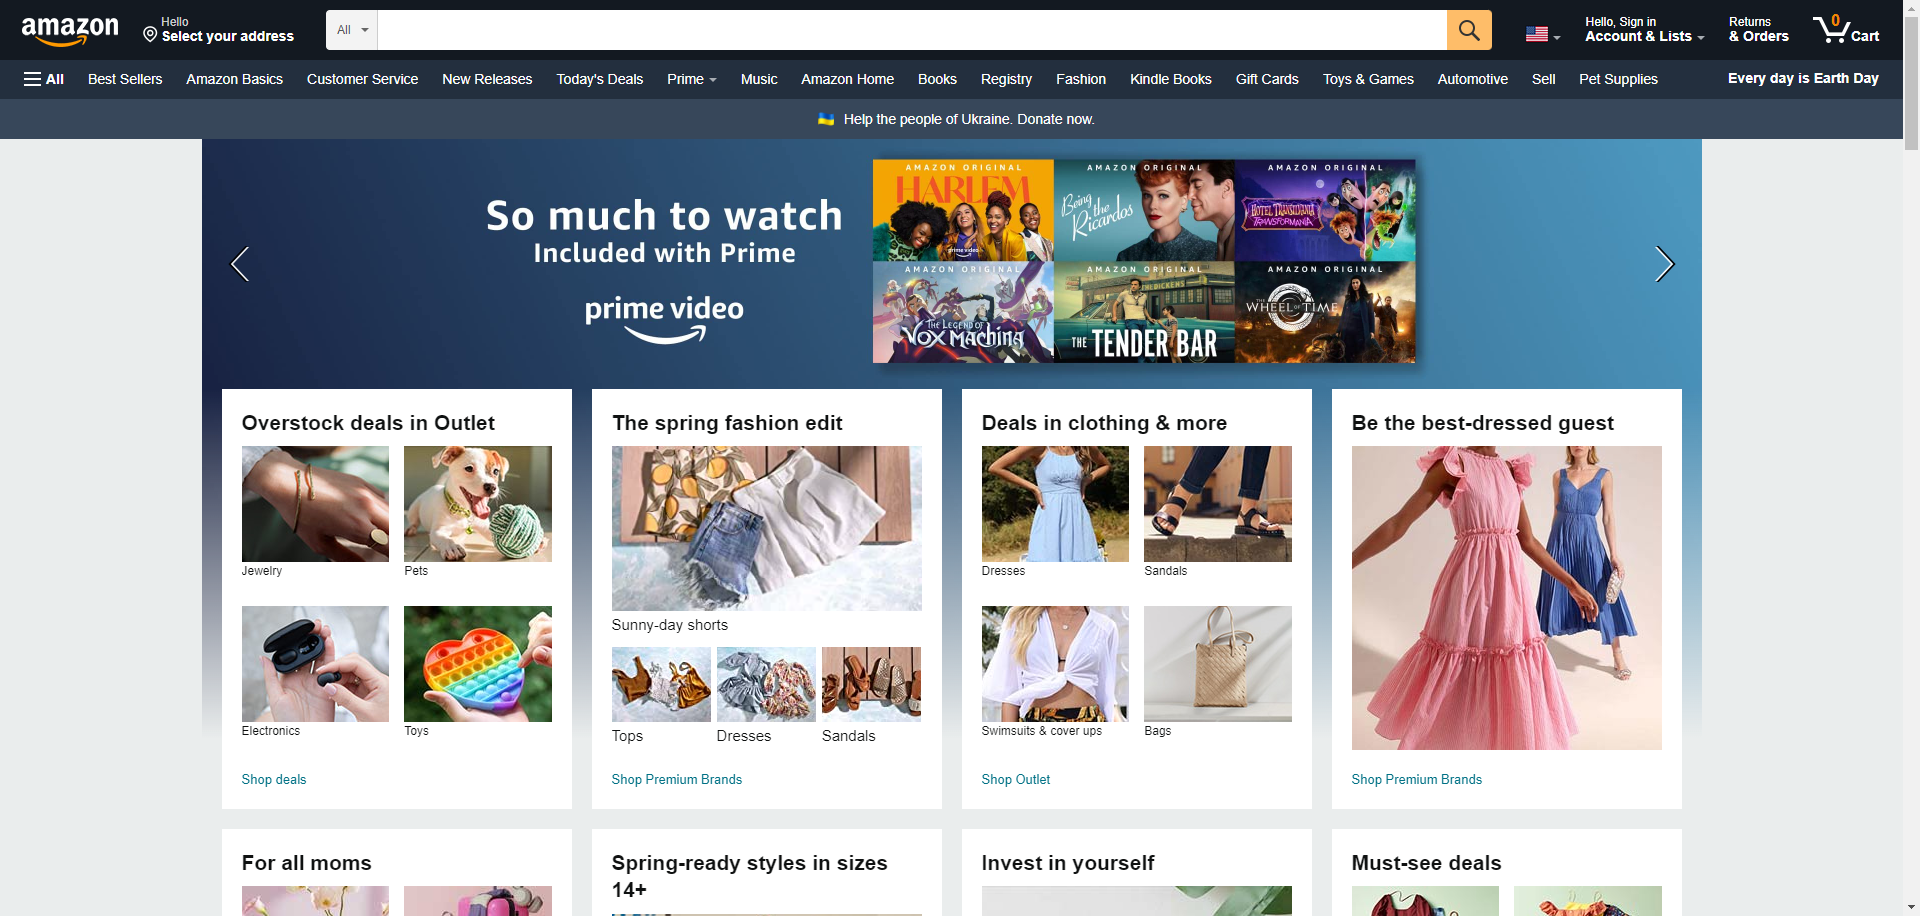 amazon
Hello
Select your address
All
Hello, Sign in
Account & Lists
Returns
& Orders
0
Cart
All
Best Sellers
Amazon Basics
Customer Service
New Releases
Today's Deals
Prime
Music
Amazon Home
Books
Registry
Fashion
Kindle Books
Gift Cards
Toys & Games
Automotive
Sell
Pet Supplies
Every day is Earth Day
Help the people of Ukraine. Donate now.
So much to watch
Included with Prime
prime video
AMAZON ORIGINAL
HARLEM
prime video
AMAZON ORIGINAL
Being the
Ricardos
AMAZON ORIGINAL
HOTEL TRANSYLVANIA
TRANSFORMANIA
AMAZON ORIGINAL
THE LEGEND OF
VOX MACHINA
AMAZON ORIGINAL
THE DICKENS
THE TENDER BAR
AMAZON ORIGINAL
THE
WHEEL OF TIME
Overstock deals in Outlet
Jewelry
Pets
Electronics
Toys
Shop deals
The spring fashion edit
Sunny-day shorts
Tops
Dresses
Sandals
Shop Premium Brands
Deals in clothing & more
Dresses
Sandals
Swimsuits & cover ups
Bags
Shop Outlet
Be the best-dressed guest
Shop Premium Brands
For all moms
Spring-ready styles in sizes
14+
Invest in yourself
Must-see deals